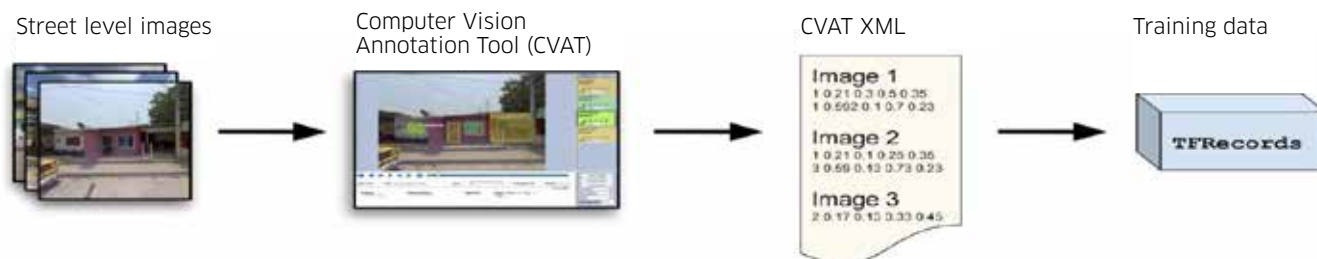 Street level images
Computer Vision
Annotation Tool (CVAT)
CVAT XML
Training data
Image 1
1 0.21 0.3 0.5 0.35
1 0.592 0.1 0.7 0.23
Image 2
1 0.21 0.1 0.25 0.35
3 0.59 0.13 0.73 0.23
Image 3
2 0.17 0.13 0.33 0.45
TFRecords